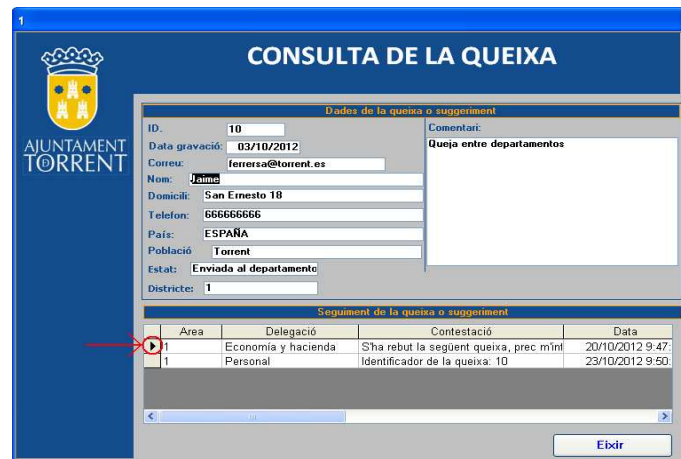 1
CONSULTA DE LA QUEIXA
AJUNTAMENT
TORRENT
Dades de la queixa o suggeriment
ID. 10
Data gravació: 03/10/2012
Correu: ferrersa@torrent.es
Nom: Jaime
Domicili: San Ernesto 18
Telefon: 666666666
País: ESPAÑA
Població Torrent
Estat: Enviada al departamento
Districte: 1
Comentari:
Queja entre departamentos
Seguiment de la queixa o suggeriment
Area Delegació Contestació Data
1 Economía y hacienda S'ha rebut la següent queixa, prec m'inf 20/10/2012 9:47:
1 Personal Identificador de la queixa: 10 23/10/2012 9:50:
Eixir